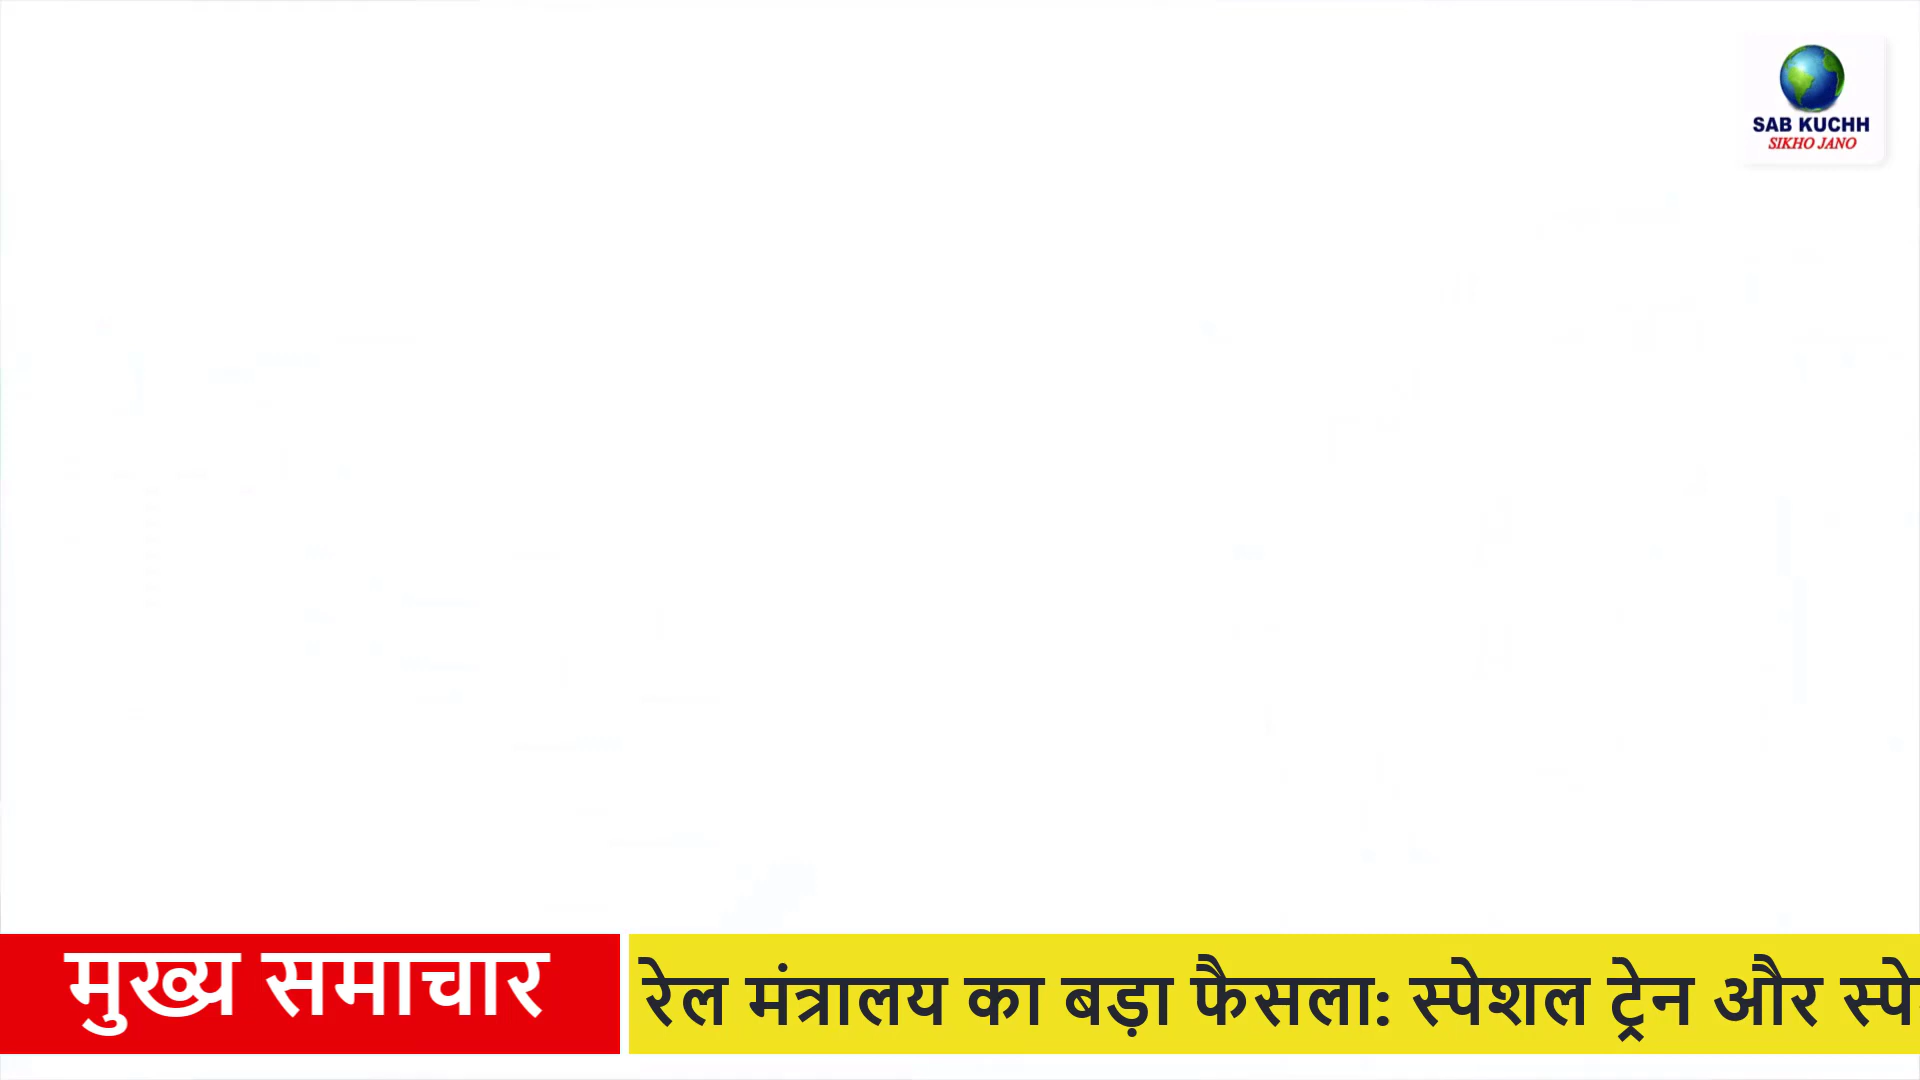 SAB KUCHH
SIKHO JANO
मुख्य समाचार
रेल मंत्रालय का बड़ा फैसला: स्पेशल ट्रेन और